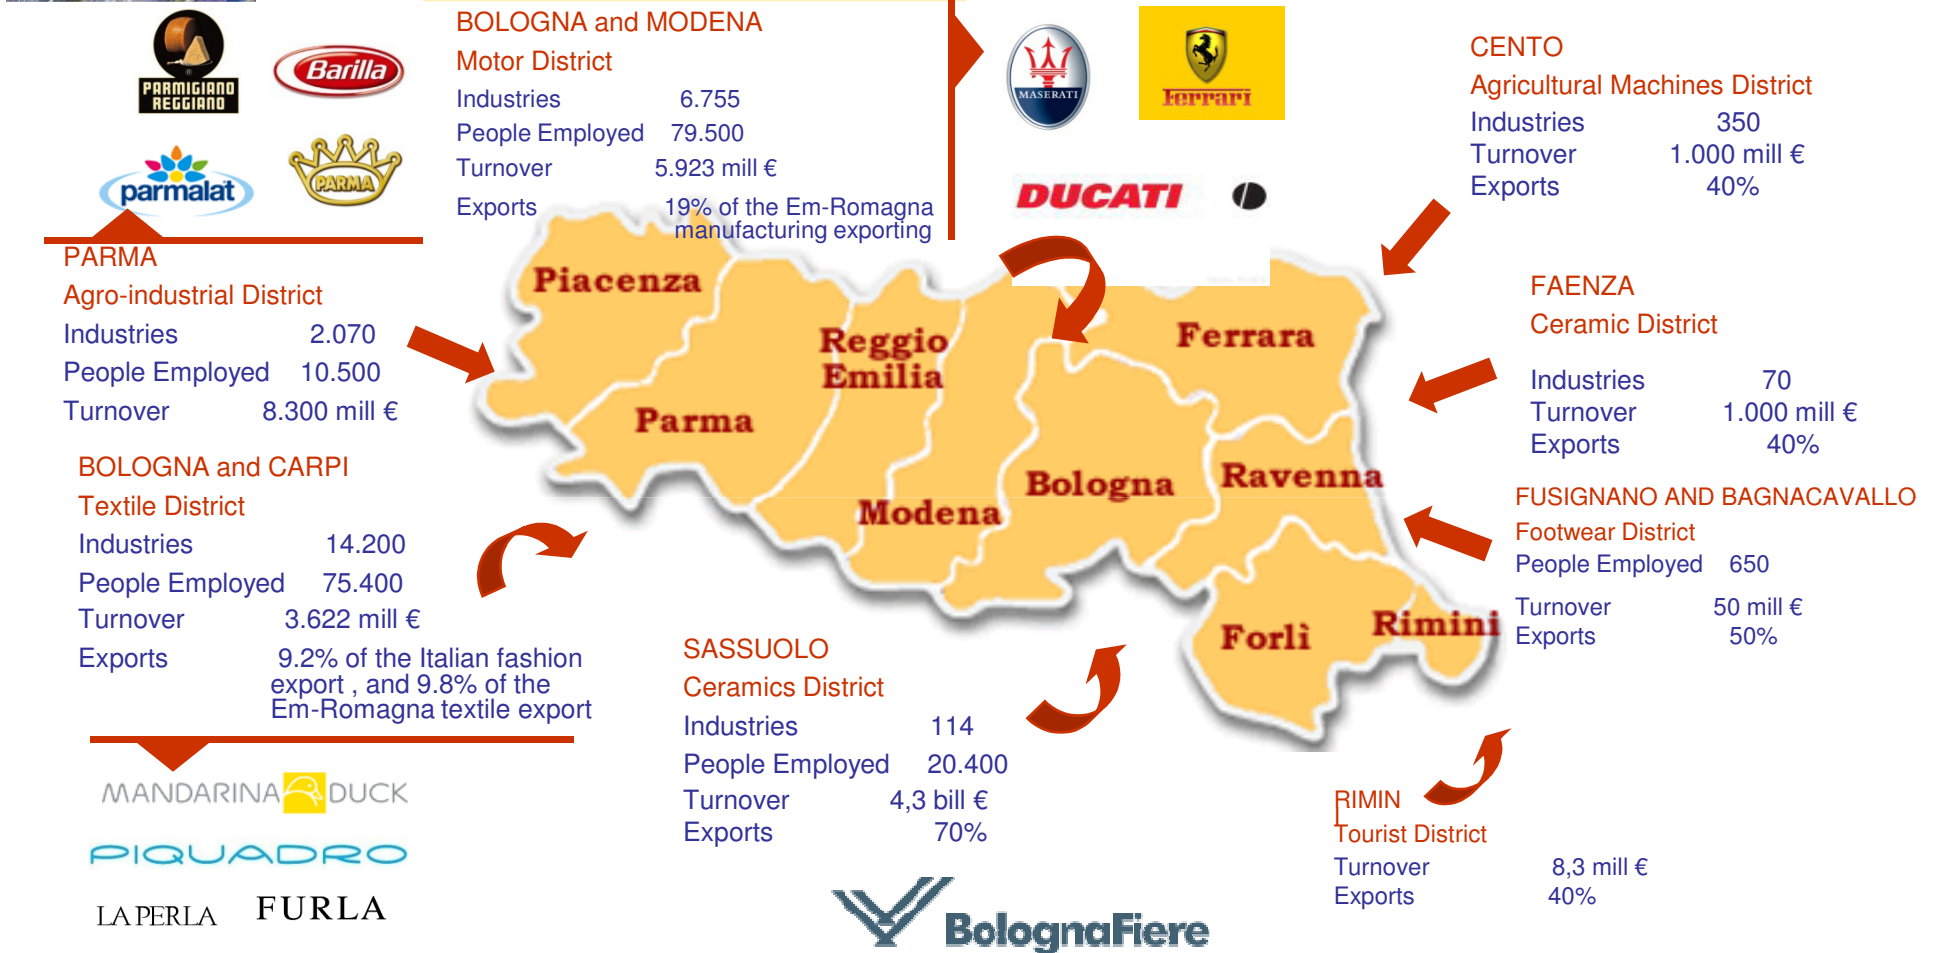 PARMIGIANO
REGGIANO
®
Barilla
parmalat
PARMA
PARMA
Agro-industrial District
Industries 2.070
People Employed 10.500
Turnover 8.300 mill €
BOLOGNA and CARPI
Textile District
Industries 14.200
People Employed 75.400
Turnover 3.622 mill €
Exports 9.2% of the Italian fashion
export , and 9.8% of the
Em-Romagna textile export
MANDARINA DUCK
PIQUADRO
LA PERLA FURLA
BOLOGNA and MODENA
Motor District
Industries 6.755
People Employed 79.500
Turnover 5.923 mill €
Exports 19% of the Em-Romagna
manufacturing exporting
MASERATI
Ferrari
DUCATI
Piacenza
Parma
Reggio
Emilia
Modena
Bologna
Ferrara
Ravenna
Forlì
Rimini
SASSUOLO
Ceramics District
Industries 114
People Employed 20.400
Turnover 4,3 bill €
Exports 70%
BolognaFiere
CENTO
Agricultural Machines District
Industries 350
Turnover 1.000 mill €
Exports 40%
FAENZA
Ceramic District
Industries 70
Turnover 1.000 mill €
Exports 40%
FUSIGNANO AND BAGNACAVALLO
Footwear District
People Employed 650
Turnover 50 mill €
Exports 50%
RIMIN
I
Tourist District
Turnover 8,3 mill €
Exports 40%